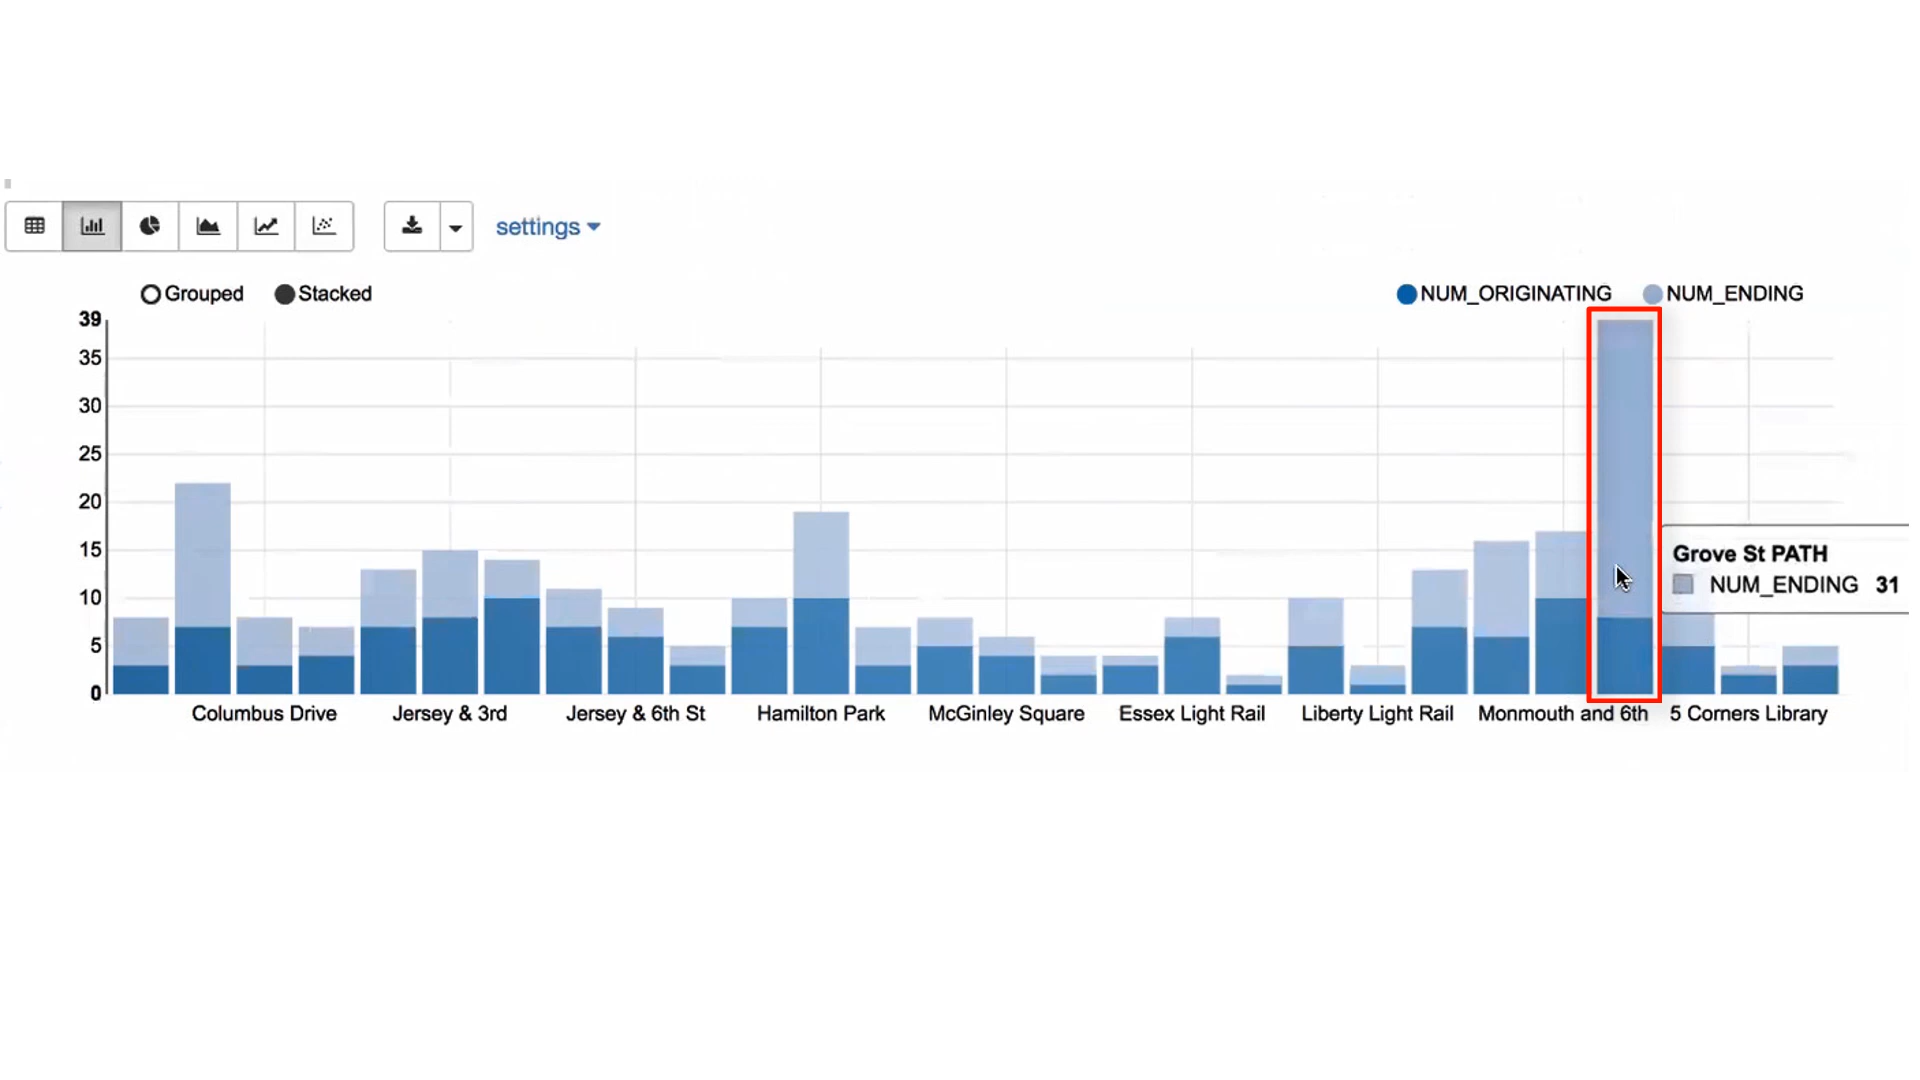 settings
Grouped Stacked NUM_ORIGINATING NUM_ENDING
39
35
30
25
20
15
10
5
0
Grove St PATH
NUM_ENDING 31
Columbus Drive Jersey & 3rd Jersey & 6th St Hamilton Park McGinley Square Essex Light Rail Liberty Light Rail Monmouth and 6th 5 Corners Library